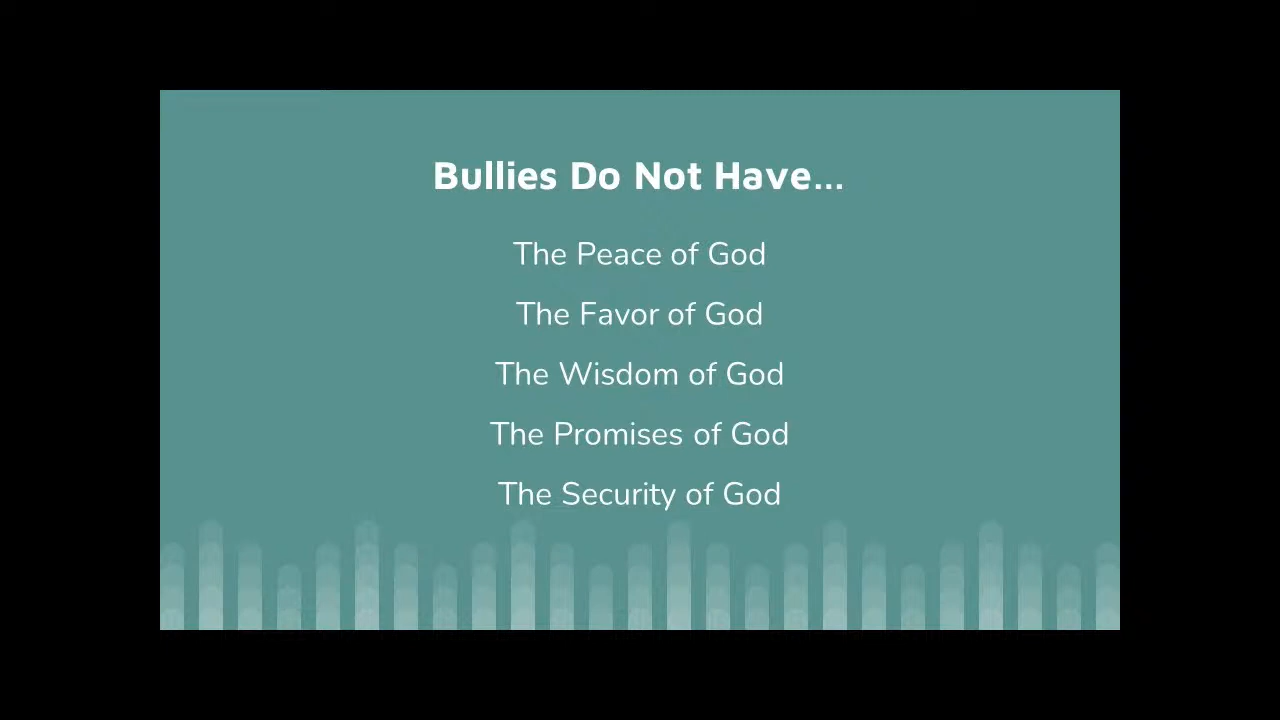 Bullies Do Not Have...
The Peace of God
The Favor of God
The Wisdom of God
The Promises of God
The Security of God